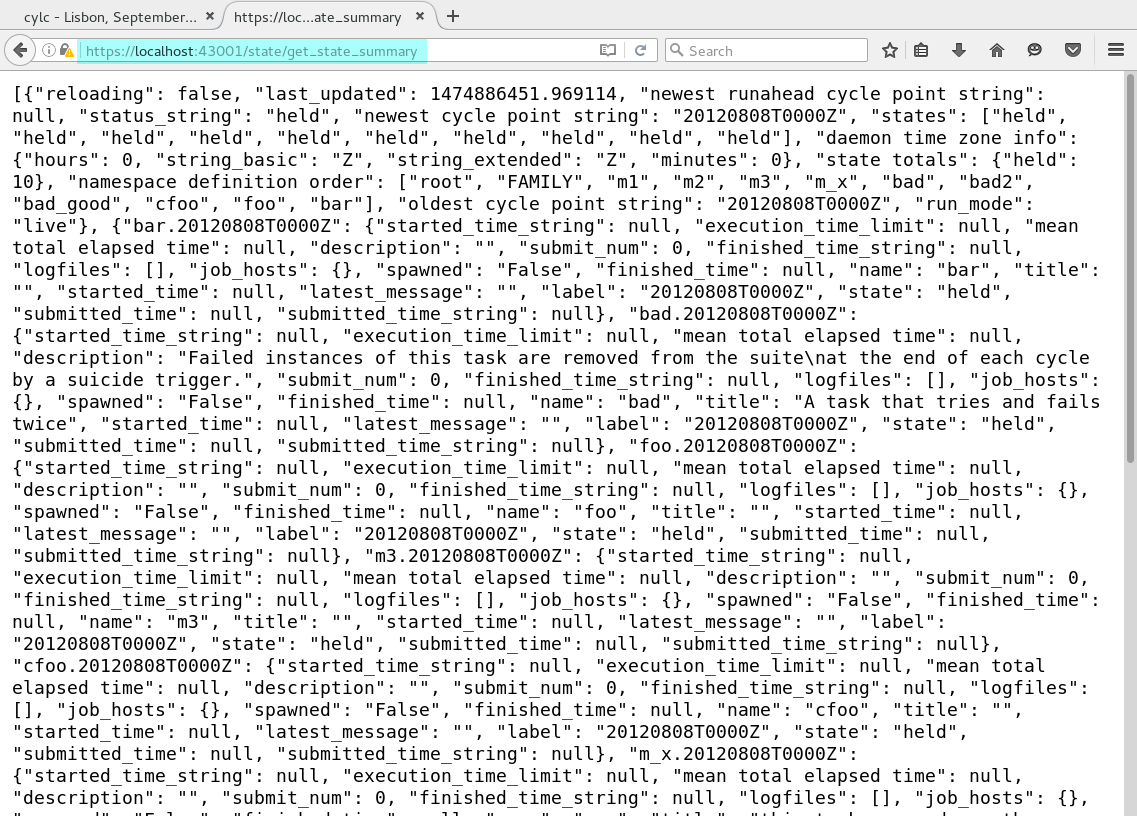 cylc - Lisbon, September...
https://loc...ate_summary
https://localhost:43001/state/get_state_summary
Search
[{"reloading": false, "last_updated": 1474886451.969114, "newest runahead cycle point string":
null, "status_string": "held", "newest cycle point string": "20120808T0000Z", "states": ["held",
"held", "held", "held", "held", "held", "held", "held", "held", "held"], "daemon time zone info":
{"hours": 0, "string_basic": "Z", "string_extended": "Z", "minutes": 0}, "state totals": {"held":
10}, "namespace definition order": ["root", "FAMILY", "m1", "m2", "m3", "m_x", "bad", "bad2",
"bad_good", "cfoo", "foo", "bar"], "oldest cycle point string": "20120808T0000Z", "run_mode":
"live"}, {"bar.20120808T0000Z": {"started_time_string": null, "execution_time_limit": null, "mean
total elapsed time": null, "description": "", "submit_num": 0, "finished_time_string": null,
"logfiles": [], "job_hosts": {}, "spawned": "False", "finished_time": null, "name": "bar", "title":
"", "started_time": null, "latest_message": "", "label": "20120808T0000Z", "state": "held",
"submitted_time": null, "submitted_time_string": null}, "bad.20120808T0000Z":
{"started_time_string": null, "execution_time_limit": null, "mean total elapsed time": null,
"description": "Failed instances of this task are removed from the suite\nat the end of each cycle
by a suicide trigger.", "submit_num": 0, "finished_time_string": null, "logfiles": [], "job_hosts":
{}, "spawned": "False", "finished_time": null, "name": "bad", "title": "A task that tries and fails
twice", "started_time": null, "latest_message": "", "label": "20120808T0000Z", "state": "held",
"submitted_time": null, "submitted_time_string": null}, "foo.20120808T0000Z":
{"started_time_string": null, "execution_time_limit": null, "mean total elapsed time": null,
"description": "", "submit_num": 0, "finished_time_string": null, "logfiles": [], "job_hosts": {},
"spawned": "False", "finished_time": null, "name": "foo", "title": "", "started_time": null,
"latest_message": "", "label": "20120808T0000Z", "state": "held", "submitted_time": null,
"submitted_time_string": null}, "m3.20120808T0000Z": {"started_time_string": null,
"execution_time_limit": null, "mean total elapsed time": null, "description": "", "submit_num": 0,
"finished_time_string": null, "logfiles": [], "job_hosts": {}, "spawned": "False", "finished_time":
null, "name": "m3", "title": "", "started_time": null, "latest_message": "", "label":
"20120808T0000Z", "state": "held", "submitted_time": null, "submitted_time_string": null},
"cfoo.20120808T0000Z": {"started_time_string": null, "execution_time_limit": null, "mean total
elapsed time": null, "description": "", "submit_num": 0, "finished_time_string": null, "logfiles":
[], "job_hosts": {}, "spawned": "False", "finished_time": null, "name": "cfoo", "title": "",
"started_time": null, "latest_message": "", "label": "20120808T0000Z", "state": "held",
"submitted_time": null, "submitted_time_string": null}, "m_x.20120808T0000Z":
{"started_time_string": null, "execution_time_limit": null, "mean total elapsed time": null,
"description": "", "submit_num": 0, "finished_time_string": null, "logfiles": [], "job_hosts": {},